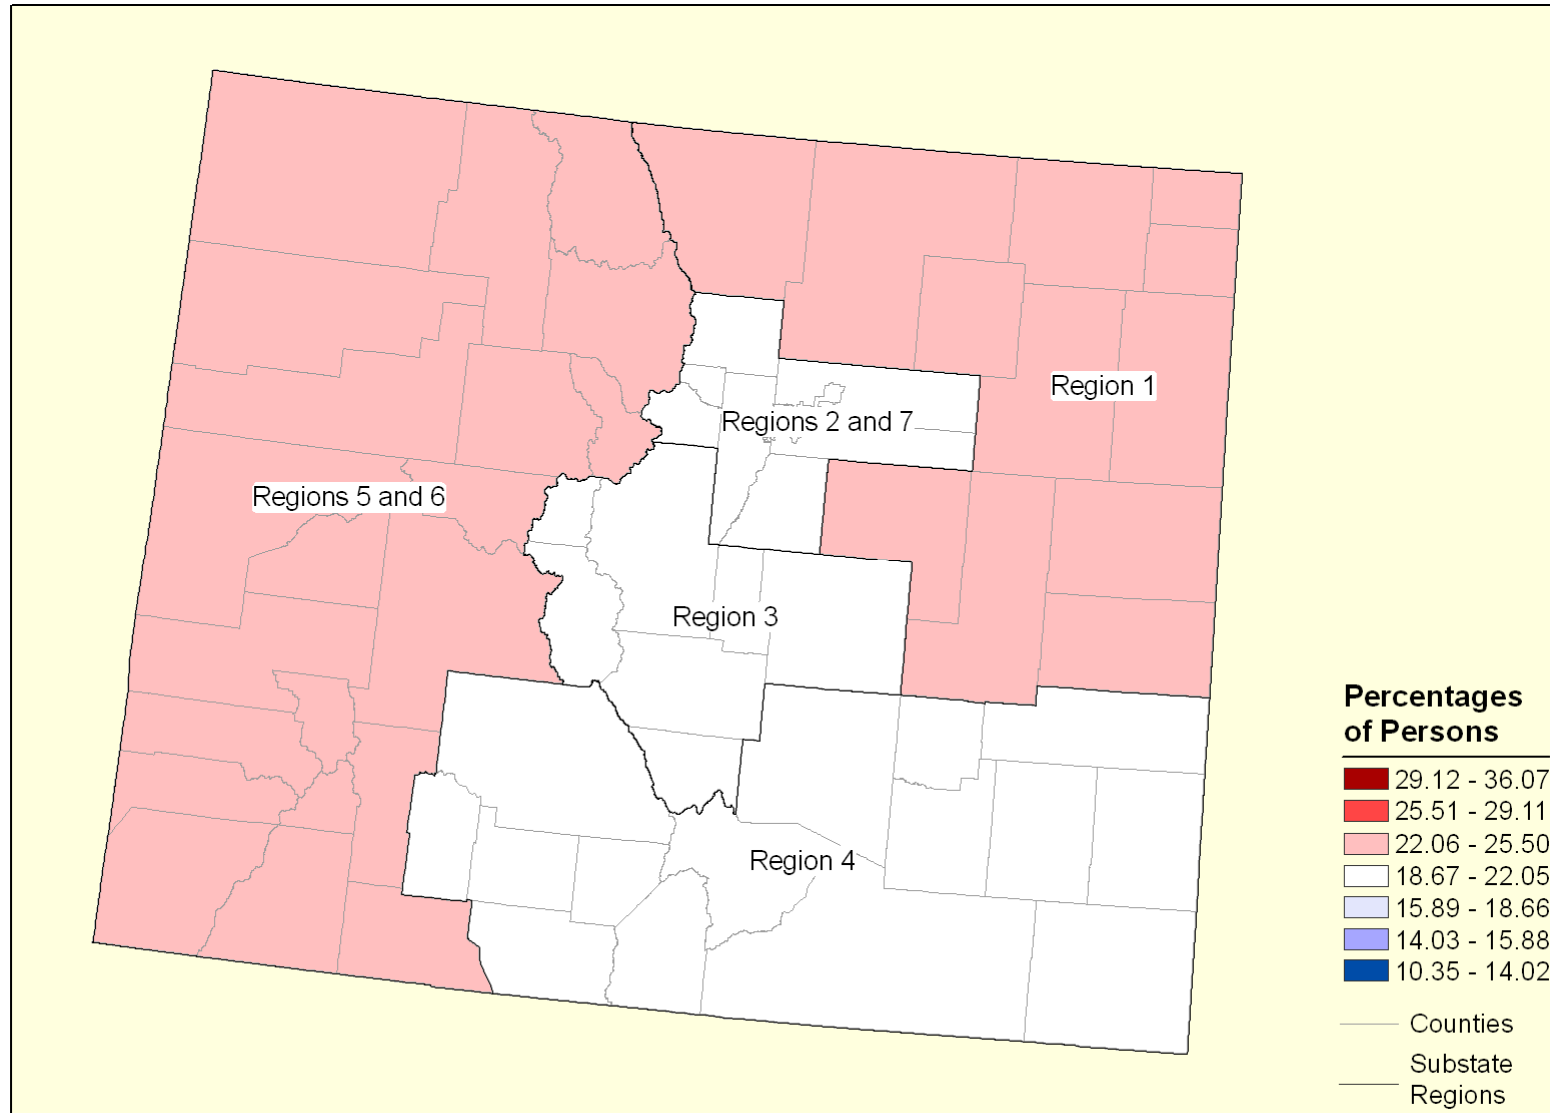 Region 1
Regions 2 and 7
Regions 5 and 6
Region 3
Region 4
Percentages
of Persons
29.12 - 36.07
25.51 - 29.11
22.06 - 25.50
18.67 - 22.05
15.89 - 18.66
14.03 - 15.88
10.35 - 14.02
Counties
Substate
Regions